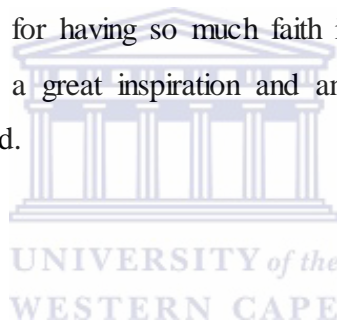 for having so much faith
a great inspiration and
d.
UNIVERSITY of the
WESTERN CAPE